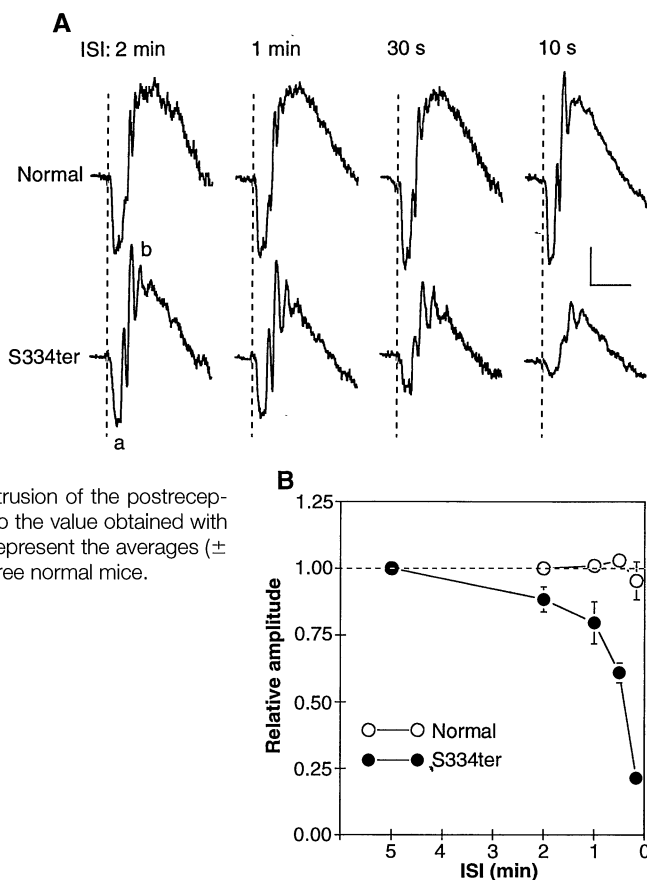 A
ISI: 2 min 1 min 30 s 10 s
Normal
b
S334ter
a
trusion of the postrecep-
o the value obtained with
epresent the averages (±
ree normal mice.
B
1.25
1.00
0.75
0.50
0.25
0.00
Relative amplitude
Normal
S334ter
5 4 3 2 1 0
ISI (min)